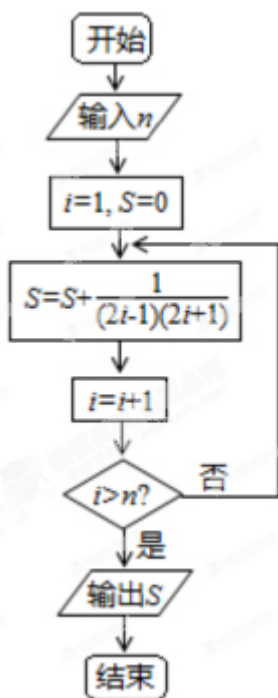 开始
输入n
i=1, S=0
S=S+\frac{1}{(2i-1)(2i+1)}
i=i+1
i>n?
否
是
输出S
结束